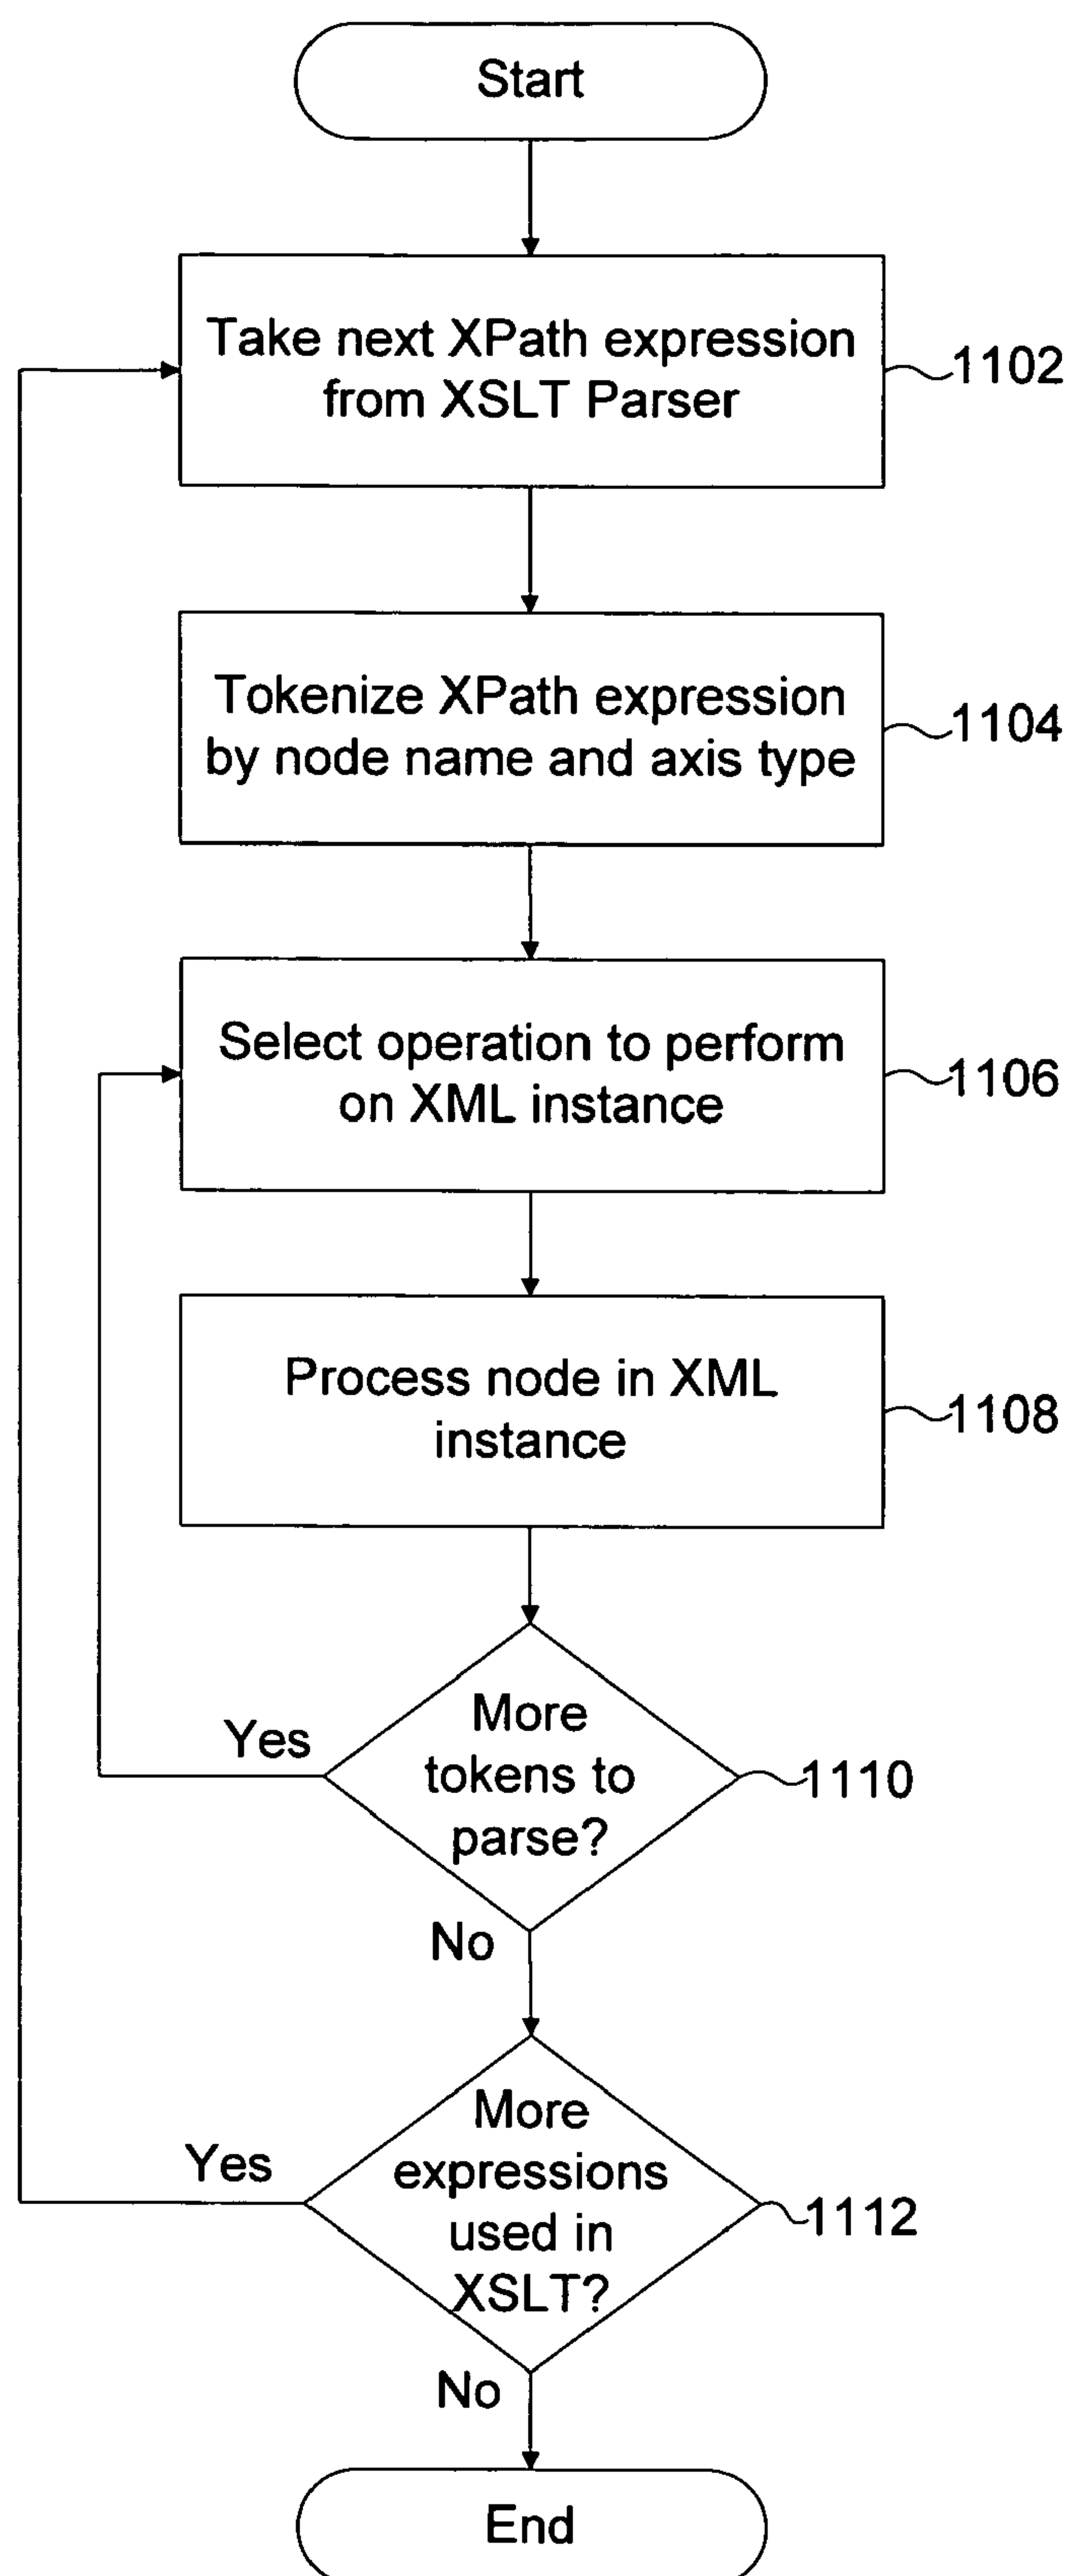 Start
Take next XPath expression
from XSLT Parser
1102
Tokenize XPath expression
by node name and axis type
1104
Select operation to perform
on XML instance
1106
Process node in XML
instance
1108
More
tokens to
parse?
Yes
1110
No
More
expressions
used in
XSLT?
Yes
1112
No
End